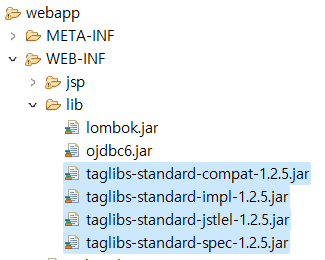 webapp
META-INF
WEB-INF
jsp
lib
lombok.jar
ojdbc6.jar
taglibs-standard-compat-1.2.5.jar
taglibs-standard-impl-1.2.5.jar
taglibs-standard-jstlel-1.2.5.jar
taglibs-standard-spec-1.2.5.jar